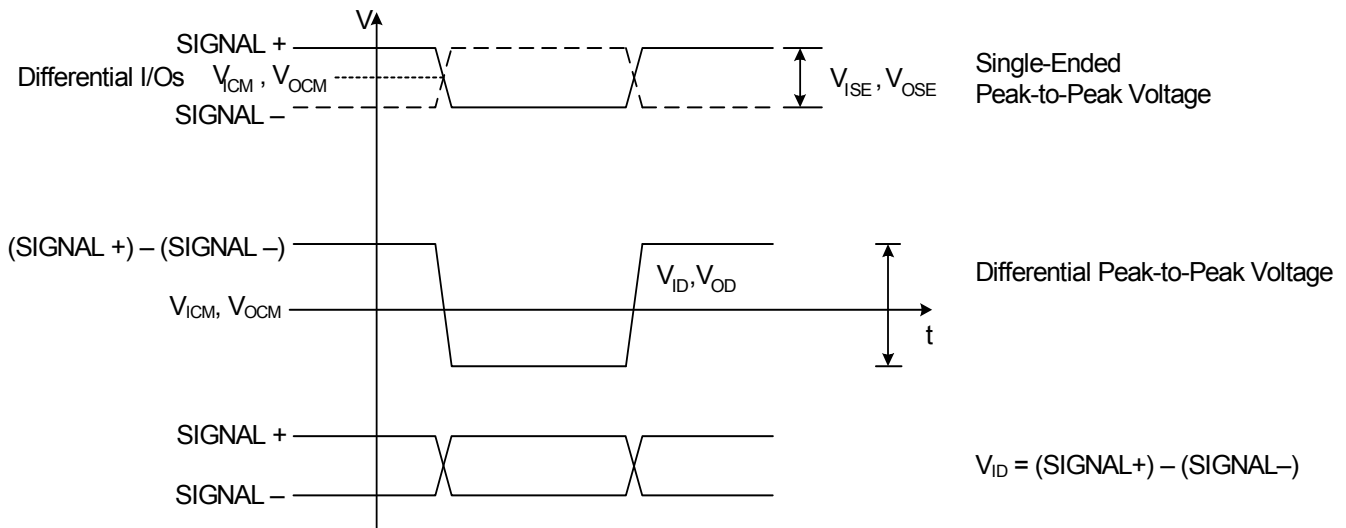 V
SIGNAL +
Differential I/Os V_ICM , V_OCM
SIGNAL –
V_ISE , V_OSE
Single-Ended
Peak-to-Peak Voltage
(SIGNAL +) – (SIGNAL –)
V_ID,V_OD
Differential Peak-to-Peak Voltage
V_ICM, V_OCM
t
SIGNAL +
SIGNAL –
V_ID = (SIGNAL+) – (SIGNAL–)